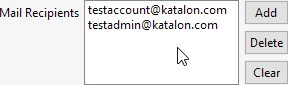 Mail Recipients
testaccount@katalon.com
testadmin@katalon.com
Add
Delete
Clear